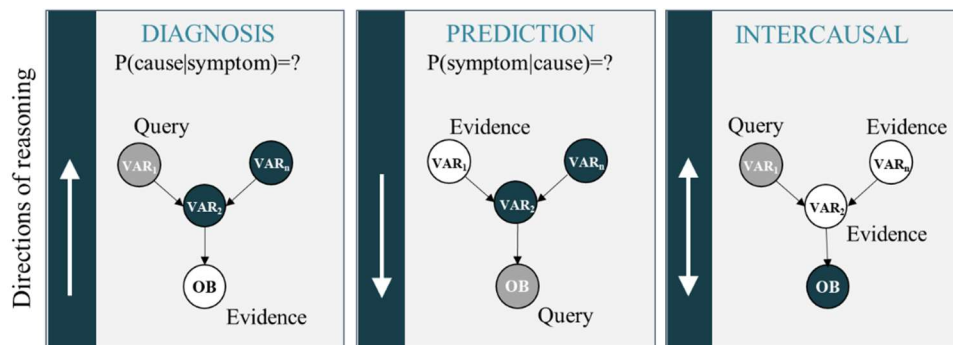 Directions of reasoning
DIAGNOSIS
P(cause|symptom)=?
Query
VAR₁
VARₙ
VAR₂
OB
Evidence
PREDICTION
P(symptom|cause)=?
Evidence
VAR₁
VARₙ
VAR₂
OB
Query
INTERCAUSAL
Query
Evidence
VAR₁
VARₙ
VAR₂
Evidence
OB